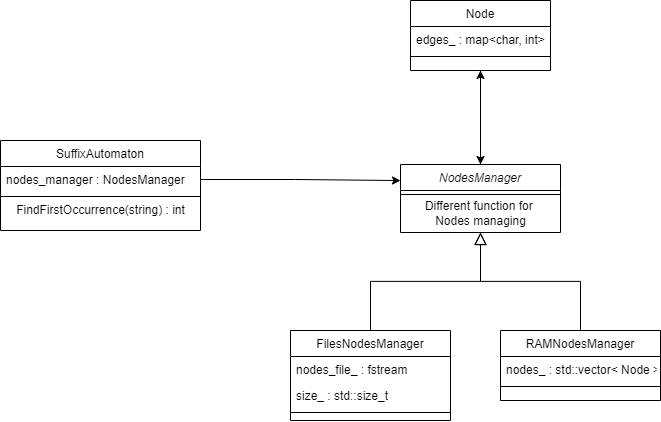 Node
edges_ : map<char, int>
SuffixAutomaton
nodes_manager : NodesManager
FindFirstOccurrence(string) : int
NodesManager
Different function for
Nodes managing
FilesNodesManager
nodes_file_ : fstream
size_ : std::size_t
RAMNodesManager
nodes_ : std::vector< Node >